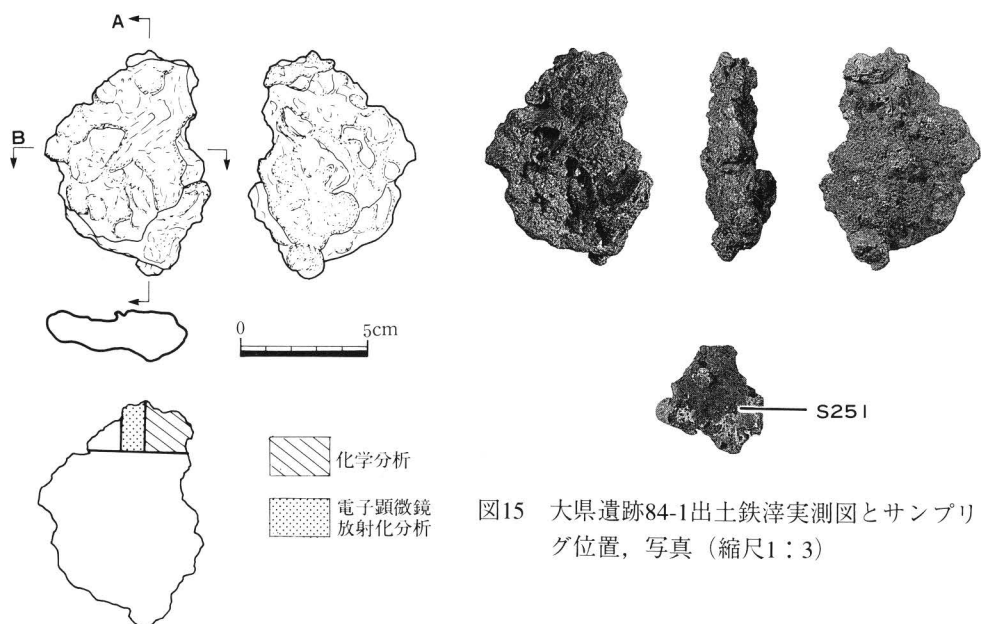 A
B
0 5cm
化学分析
電子顕微鏡
放射化分析
S251
図15 大県遺跡84-1出土鉄滓実測図とサンプリ
グ位置，写真（縮尺1：3）